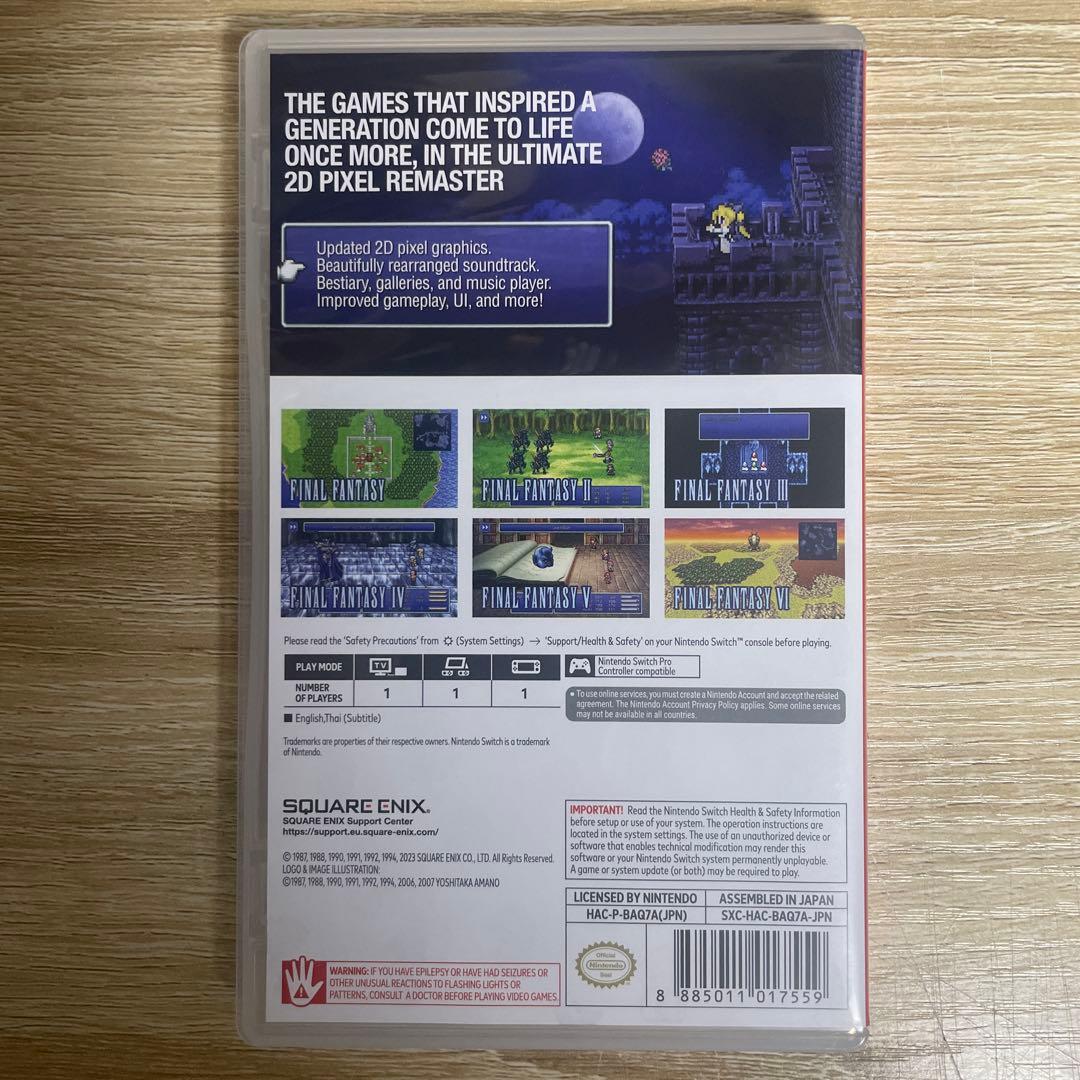 THE GAMES THAT INSPIRED A
GENERATION COME TO LIFE
ONCE MORE, IN THE ULTIMATE
2D PIXEL REMASTER
Updated 2D pixel graphics.
Beautifully rearranged soundtrack.
Bestiary, galleries, and music player.
Improved gameplay, UI, and more!
FINAL FANTASY
FINAL FANTASY II
FINAL FANTASY III
FINAL FANTASY IV
FINAL FANTASY V
FINAL FANTASY VI
Please read the 'Safety Precautions' from (System Settings) → 'Support/Health & Safety' on your Nintendo Switch™ console before playing.
PLAY MODE
TV
NUMBER
OF PLAYERS
1
1
1
Nintendo Switch Pro
Controller compatible
• To use online services, you must create a Nintendo Account and accept the related
agreement. The Nintendo Account Privacy Policy applies. Some online services
may not be available in all countries.
■ English,Thai (Subtitle)
Trademarks are properties of their respective owners. Nintendo Switch is a trademark
of Nintendo.
SQUARE ENIX®
SQUARE ENIX Support Center
https://support.eu.square-enix.com/
© 1987, 1988, 1990, 1991, 1992, 1994, 2023 SQUARE ENIX CO., LTD. All Rights Reserved.
LOGO & IMAGE ILLUSTRATION:
©1987, 1988, 1990, 1991, 1992, 1994, 2006, 2007 YOSHITAKA AMANO
IMPORTANT! Read the Nintendo Switch Health & Safety Information
before setup or use of your system. The operation instructions are
located in the system settings. The use of an unauthorized device or
software that enables technical modification may render this
software or your Nintendo Switch system permanently unplayable.
A game or system update (or both) may be required to play.
LICENSED BY NINTENDO
ASSEMBLED IN JAPAN
HAC-P-BAQ7A(JPN)
SXC-HAC-BAQ7A-JPN
WARNING: IF YOU HAVE EPILEPSY OR HAVE HAD SEIZURES OR
OTHER UNUSUAL REACTIONS TO FLASHING LIGHTS OR
PATTERNS, CONSULT A DOCTOR BEFORE PLAYING VIDEO GAMES.
Official
Nintendo
Seal
8 885011 017559